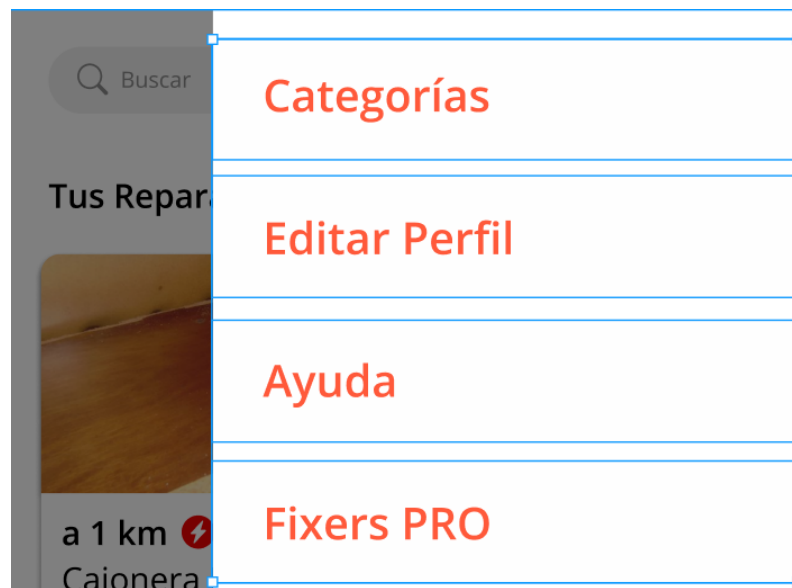 Buscar
Categorías
Tus Repara
Editar Perfil
Ayuda
Fixers PRO
a 1 km
Cajonera